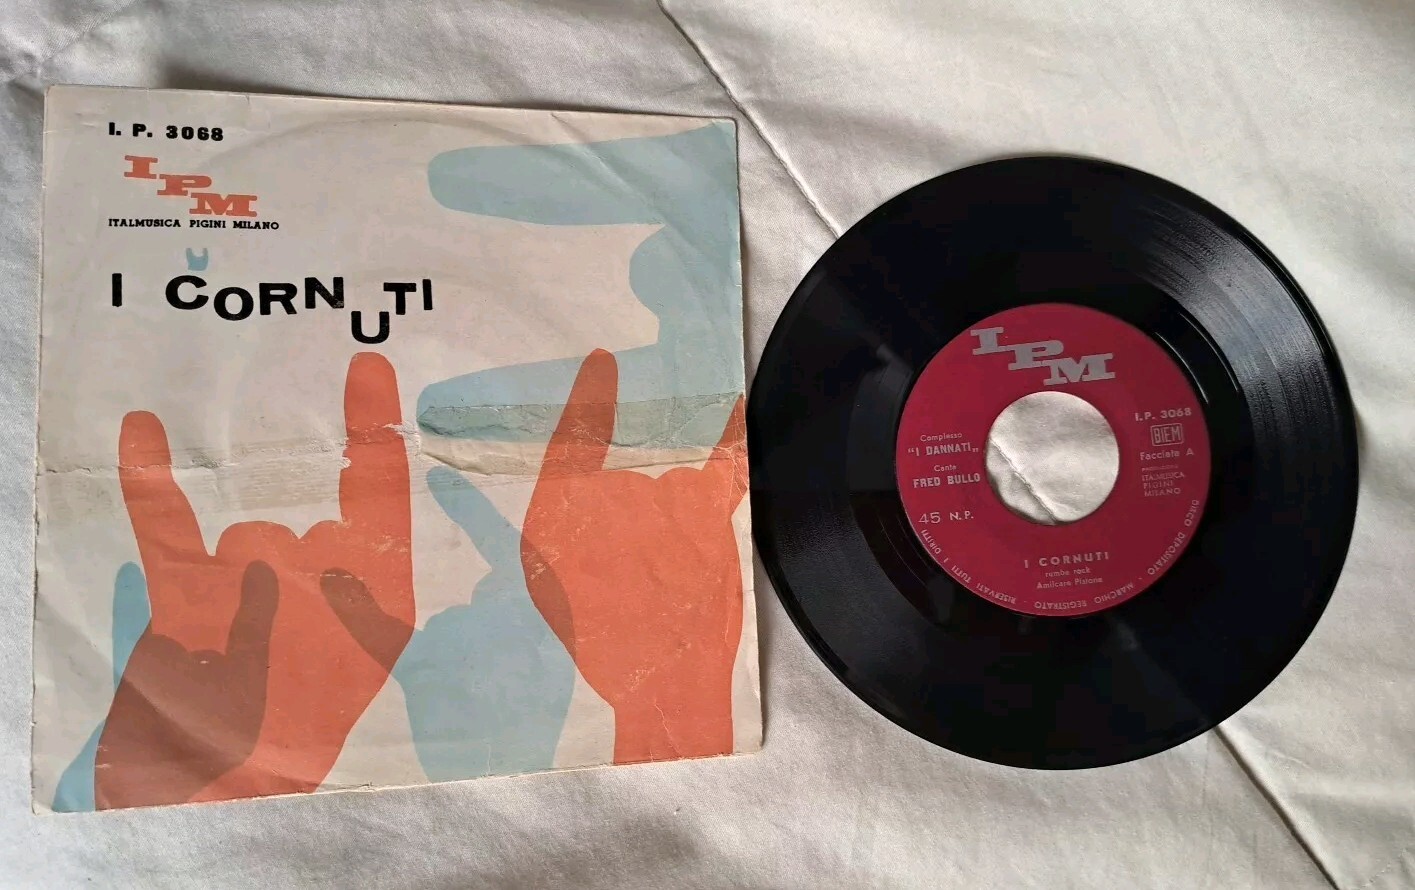 I. P. 3068
IPM
ITALMUSICA PIGINI MILANO
I CORNUTI
IPM
I.P. 3068
BIEM
Facciata A
PRODUZIONE
ITALMUSICA
PIGINI
MILANO
Complesso
"I DANNATI„
Canta
FRED BULLO
45 N.P.
I CORNUTI
rumba rock
Amilcare Pistone
DISCO DEPOSITATO · MARCHIO REGISTRATO · RISERVATI TUTTI I DIRITTI